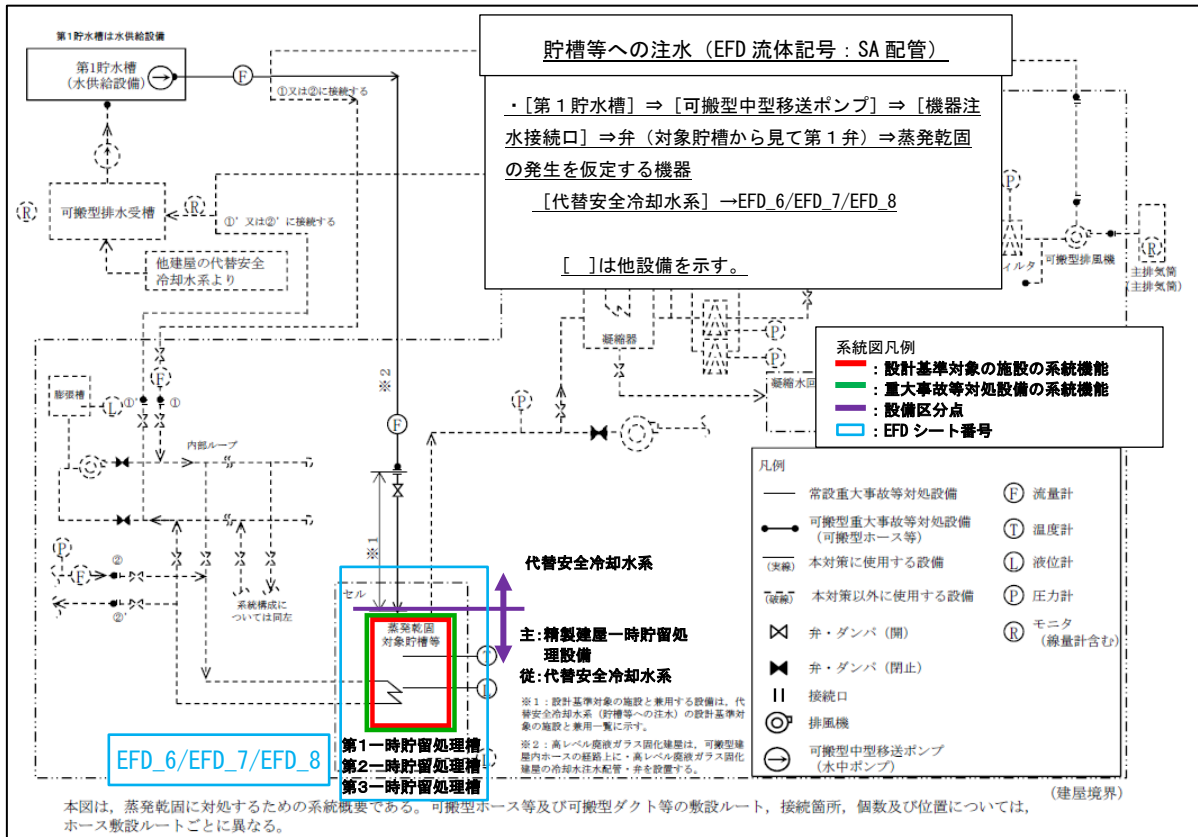 第1貯水槽は水供給設備
第1貯水槽
(水供給設備)
F
①又は②に接続する
貯槽等への注水（EFD 流体記号：SA 配管）
・[第１貯水槽] ⇒ [可搬型中型移送ポンプ] ⇒ [機器注
水接続口] ⇒弁（対象貯槽から見て第１弁）⇒蒸発乾固
の発生を仮定する機器
[代替安全冷却水系] →EFD_6/EFD_7/EFD_8
[ ]は他設備を示す。
R
可搬型排水受槽
R
①’又は②’に接続する
他建屋の代替安全
冷却水系より
P
ィルタ
可搬型排風機
R
主排気筒
(主排気筒)
凝縮器
P
P
凝縮水回
系統図凡例
：設計基準対象の施設の系統機能
：重大事故等対処設備の系統機能
：設備区分点
：EFD シート番号
※2
F
P
膨張槽
L
①’
F
①
内部ループ
P
F
②
②’
系統構成に
ついては同左
※1
セル
蒸発乾固
対象貯槽等
T
L
L
代替安全冷却水系
主：精製建屋一時貯留処
理設備
従：代替安全冷却水系
※1：設計基準対象の施設と兼用する設備は，代
替安全冷却水系（貯槽等への注水）の設計基準対
象の施設と兼用一覧に示す。
※2：高レベル廃液ガラス固化建屋は，可搬型建
屋内ホースの経路上に・高レベル廃液ガラス固化
建屋の冷却水注水配管・弁を設置する。
EFD_6/EFD_7/EFD_8
第1一時貯留処理槽
第2一時貯留処理槽
第3一時貯留処理槽
凡例
常設重大事故等対処設備
可搬型重大事故等対処設備
(可搬型ホース等)
(実線)
本対策に使用する設備
(破線)
本対策以外に使用する設備
弁・ダンパ（開）
弁・ダンパ（閉止）
接続口
排風機
可搬型中型移送ポンプ
(水中ポンプ)
F 流量計
T 温度計
L 液位計
P 圧力計
R モニタ
(線量計含む)
(建屋境界)
本図は，蒸発乾固に対処するための系統概要である。可搬型ホース等及び可搬型ダクト等の敷設ルート，接続箇所，個数及び位置については，
ホース敷設ルートごとに異なる。